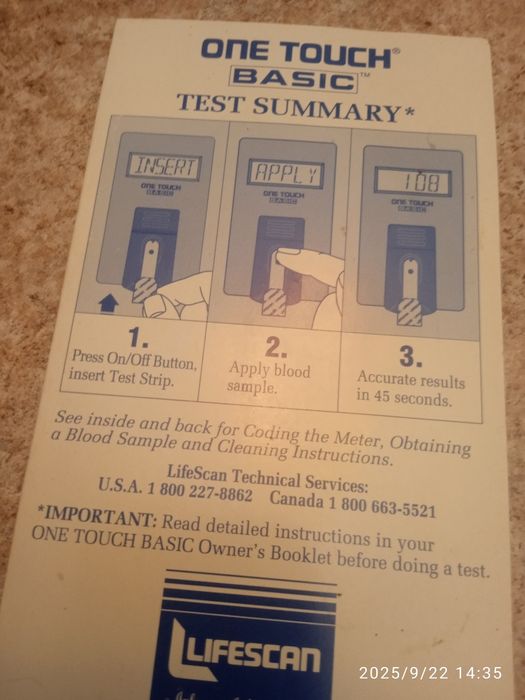 ONE TOUCH®
BASIC™
TEST SUMMARY*
INSERT
ONE TOUCH
BASIC
APPLY
ONE TOUCH
BASIC
108
ONE TOUCH
BASIC
1.
Press On/Off Button,
insert Test Strip.
2.
Apply blood
sample.
3.
Accurate results
in 45 seconds.
See inside and back for Coding the Meter, Obtaining
a Blood Sample and Cleaning Instructions.
LifeScan Technical Services:
U.S.A. 1 800 227-8862 Canada 1 800 663-5521
*IMPORTANT: Read detailed instructions in your
ONE TOUCH BASIC Owner's Booklet before doing a test.
LIFESCAN
2025/9/22 14:35